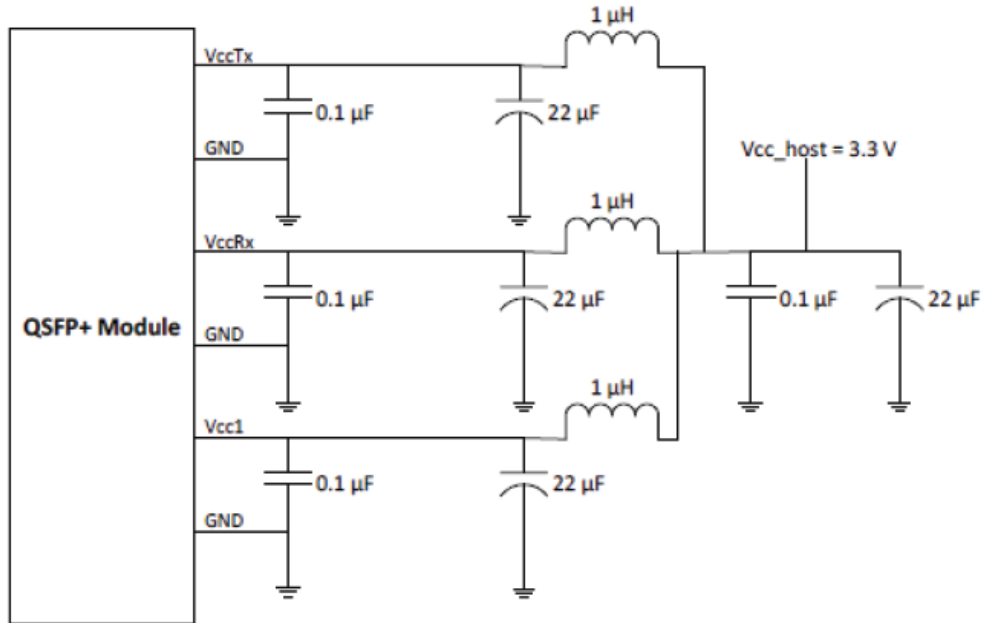 1 µH
VccTx
0.1 µF
22 µF
GND
Vcc_host = 3.3 V
1 µH
VccRx
0.1 µF
22 µF
0.1 µF
22 µF
QSFP+ Module
GND
1 µH
Vcc1
0.1 µF
22 µF
GND